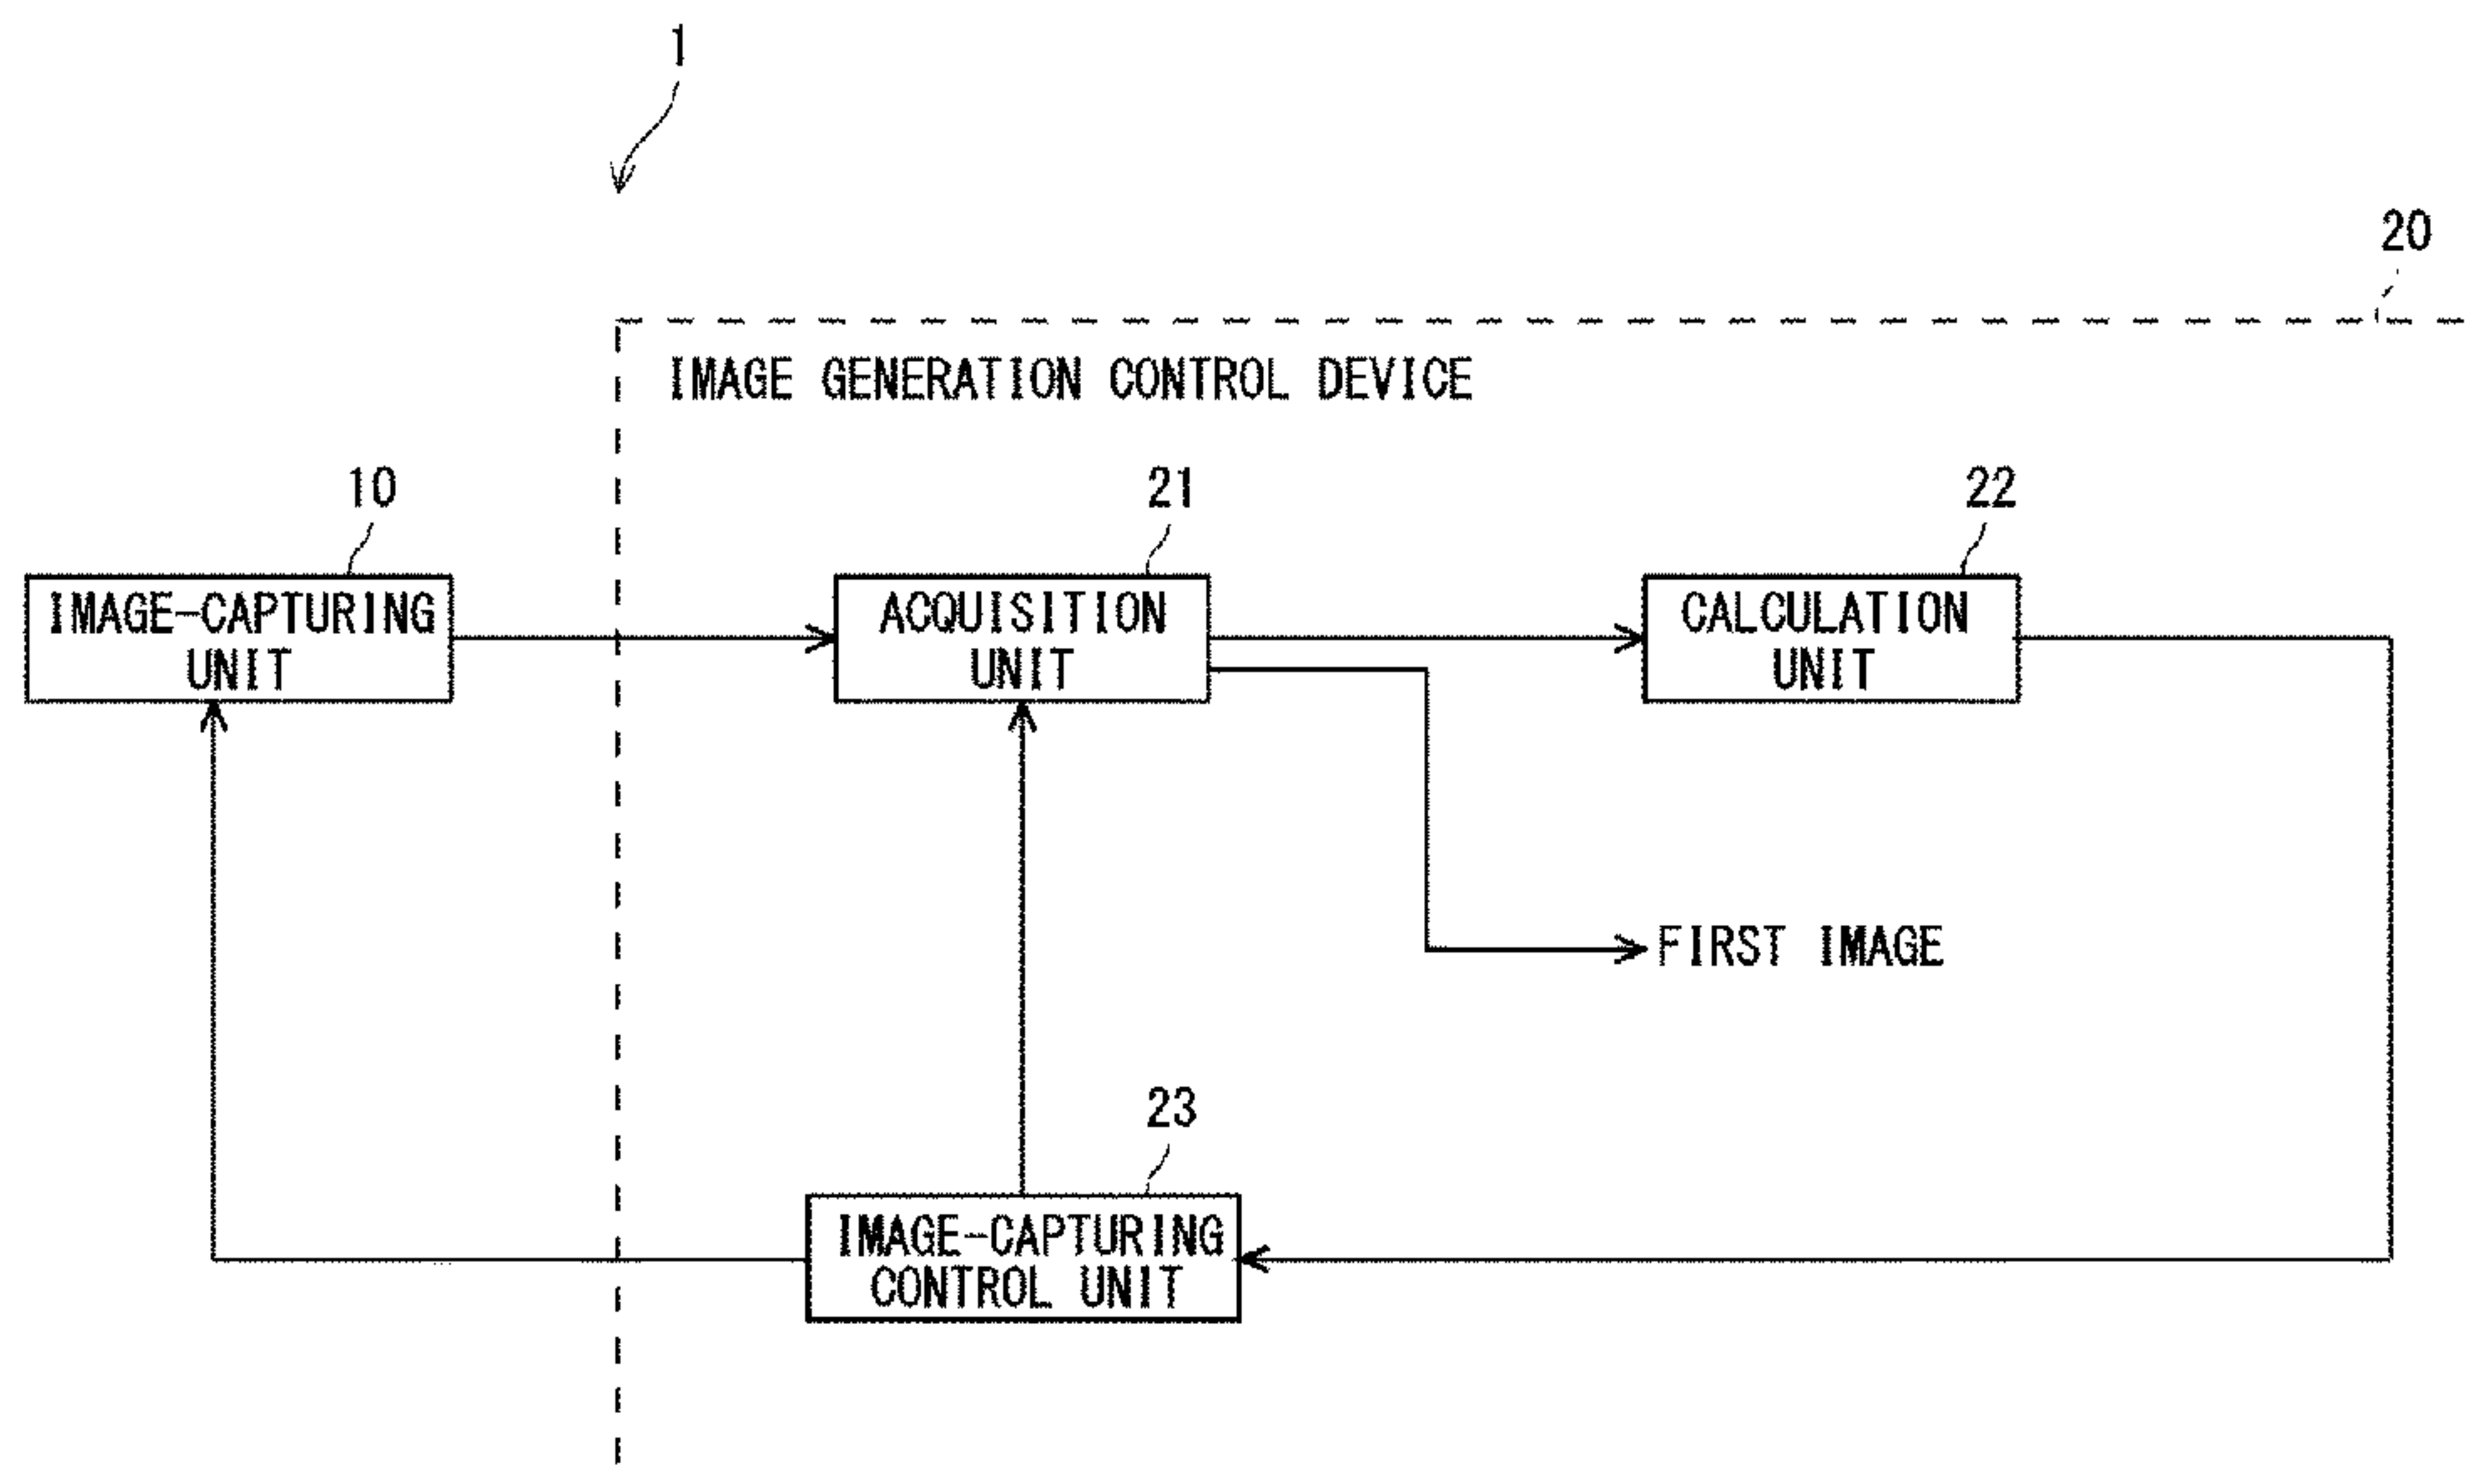 1
20
IMAGE GENERATION CONTROL DEVICE
10
21
22
IMAGE-CAPTURING
UNIT
ACQUISITION
UNIT
CALCULATION
UNIT
FIRST IMAGE
23
IMAGE-CAPTURING
CONTROL UNIT